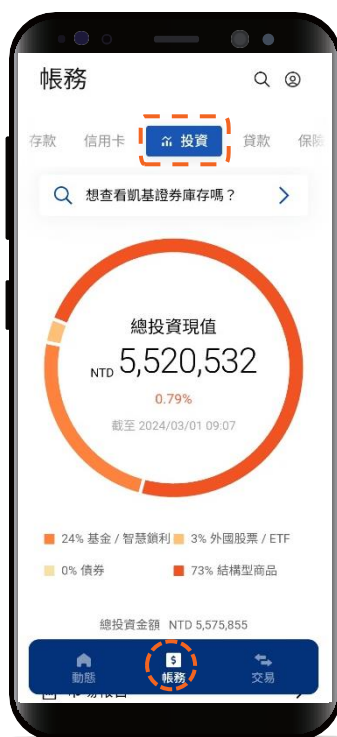 帳務
存款 信用卡 投資 貸款 保險
想查看凱基證券庫存嗎？
總投資現值
NTD 5,520,532
0.79%
截至 2024/03/01 09:07
24% 基金 / 智慧鎖利 3% 外國股票 / ETF
0% 債券 73% 結構型商品
總投資金額 NTD 5,575,855
動態 帳務 交易